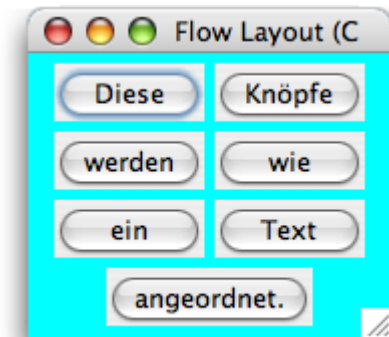 Flow Layout (C
Diese Knöpfe
werden wie
ein Text
angeordnet.